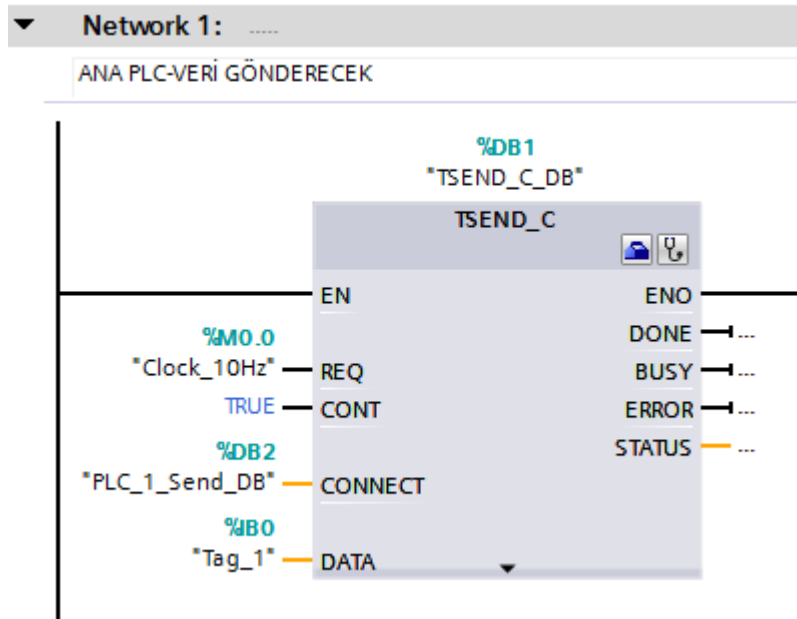 Network 1: .....
ANA PLC-VERİ GÖNDERECEK
%DB1
"TSEND_C_DB"
TSEND_C
EN ENO
%M0.0 DONE ...
"Clock_10Hz" REQ BUSY ...
TRUE CONT ERROR ...
%DB2 STATUS ...
"PLC_1_Send_DB" CONNECT
%IB0
"Tag_1" DATA